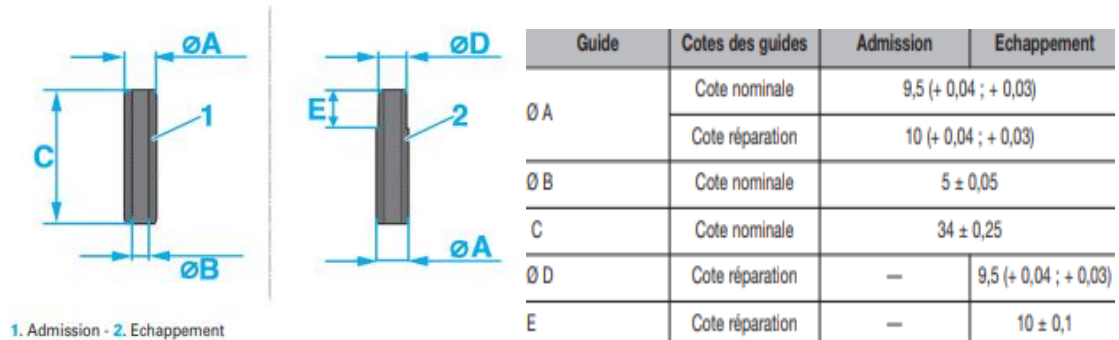 ØA
C
1
ØB
ØD
E
2
ØA
1. Admission - 2. Echappement
Guide Cotes des guides Admission Echappement
Ø A Cote nominale 9,5 (+ 0,04 ; + 0,03)
Cote réparation 10 (+ 0,04 ; + 0,03)
Ø B Cote nominale 5 ± 0,05
C Cote nominale 34 ± 0,25
Ø D Cote réparation — 9,5 (+ 0,04 ; + 0,03)
E Cote réparation — 10 ± 0,1